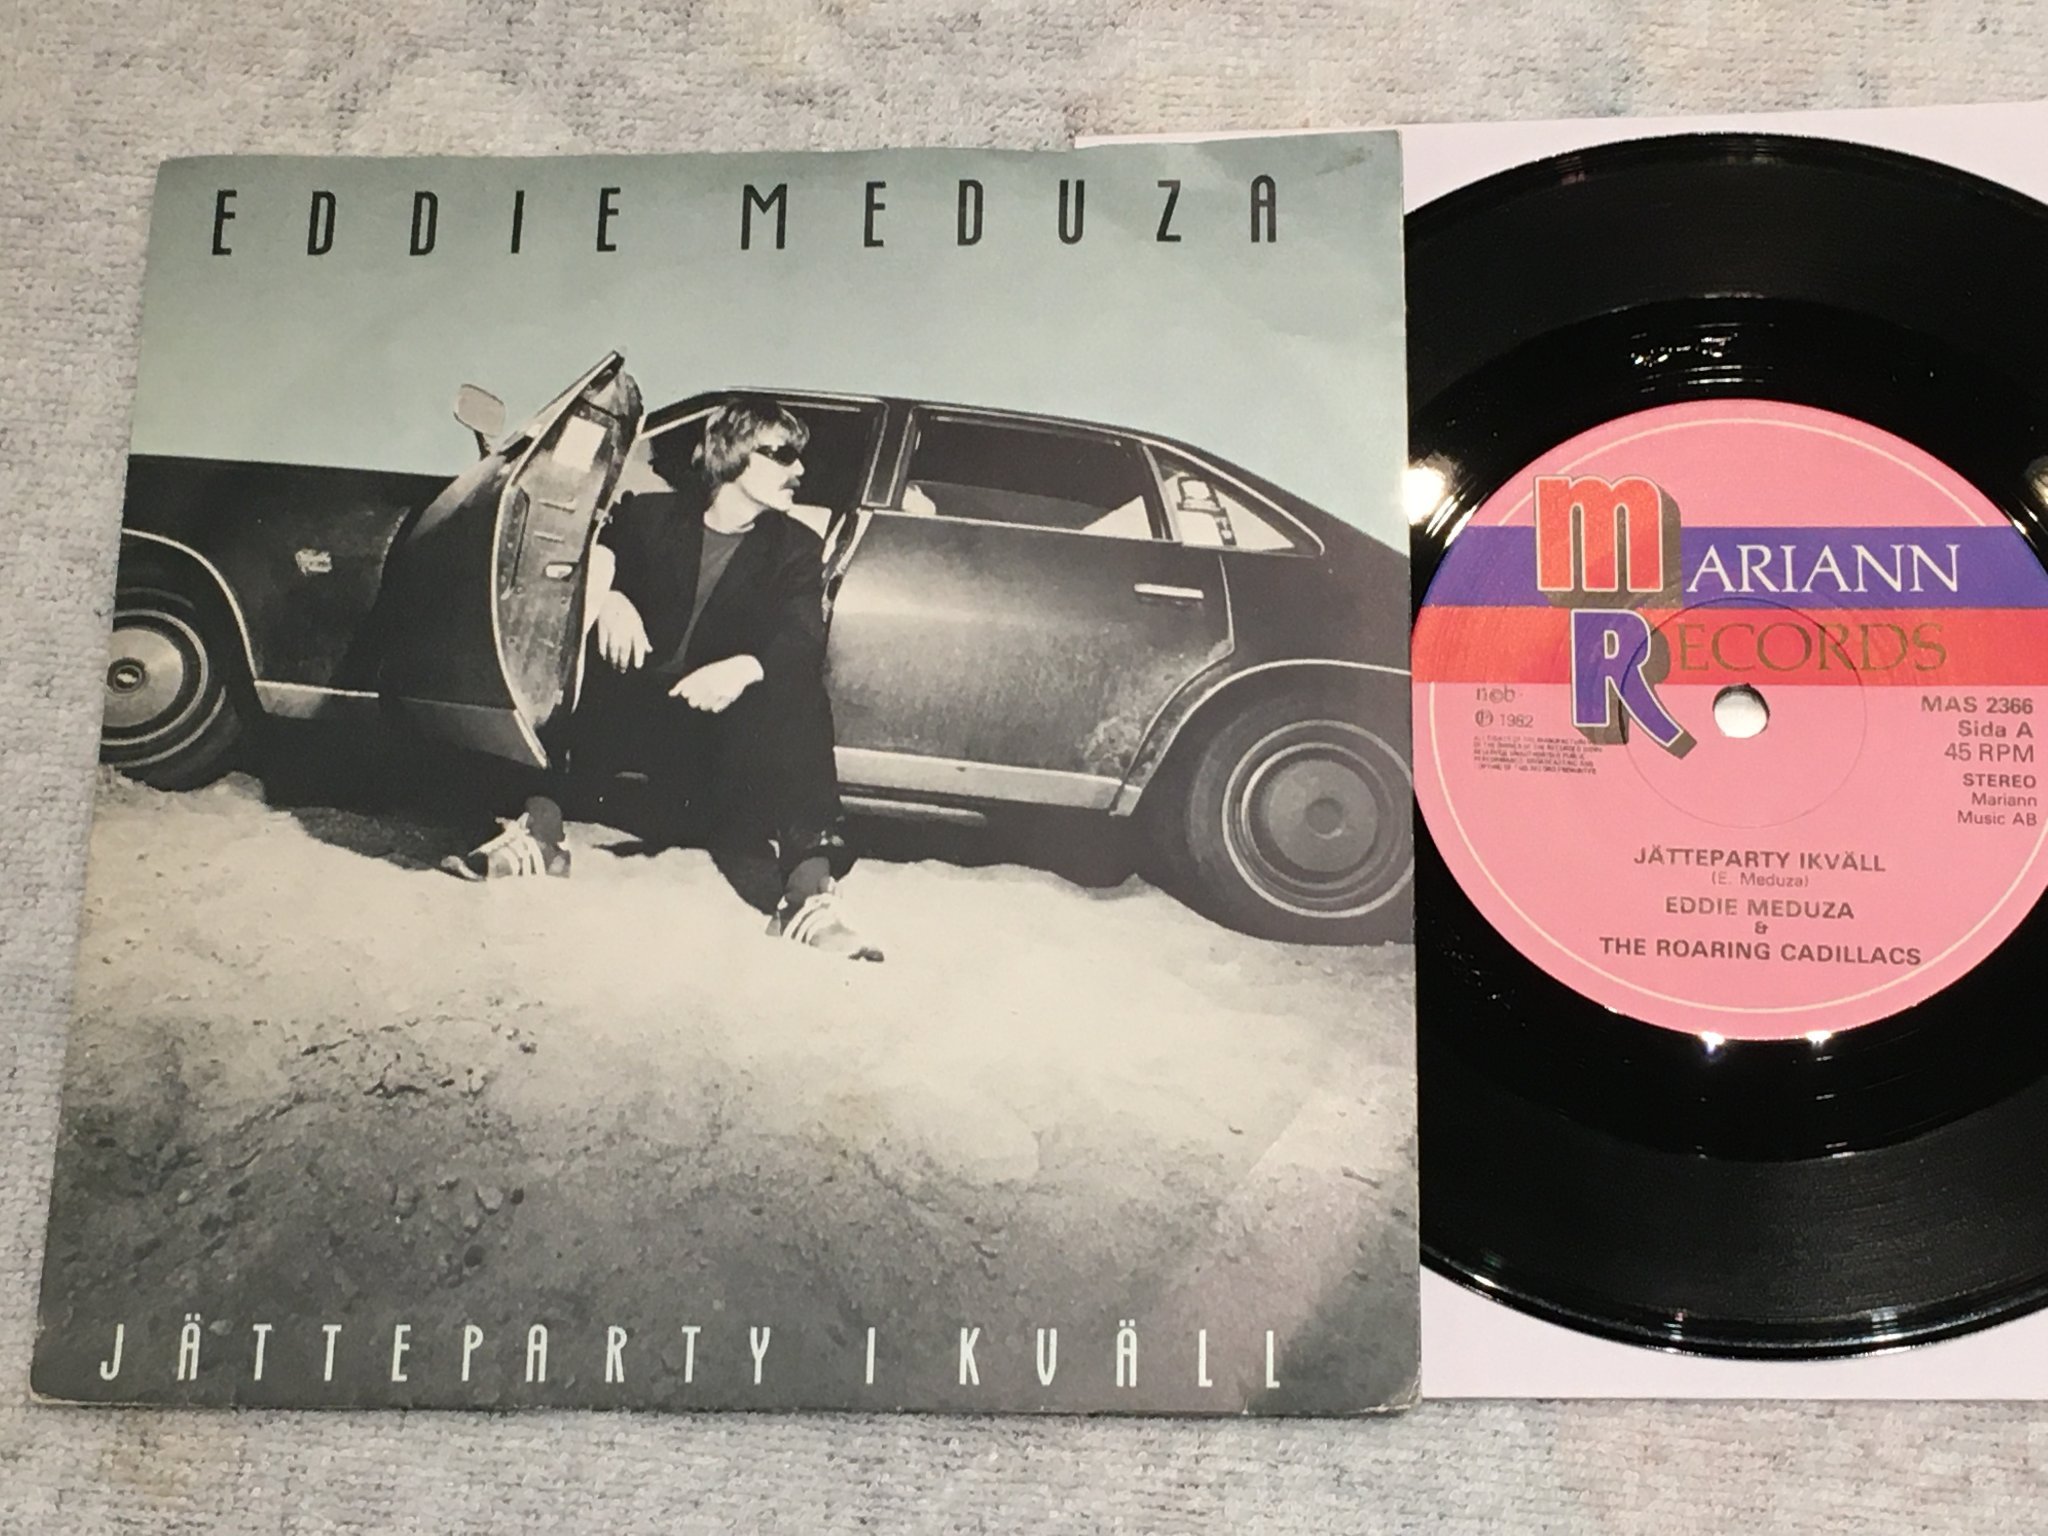 EDDIE MEDUZA
JÄTTEPARTY I KVÄLL
MARIANN
RECORDS
n©b
Ⓟ 1982
MAS 2366
Sida A
45 RPM
STEREO
Mariann
Music AB
JÄTTEPARTY IKVÄLL
(E. Meduza)
EDDIE MEDUZA
&
THE ROARING CADILLACS